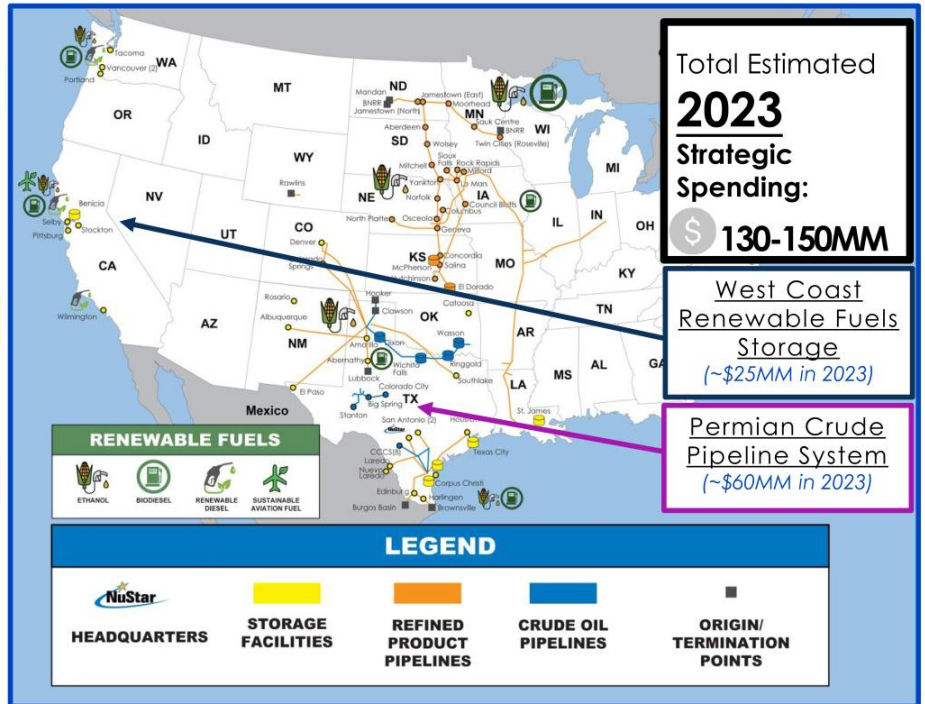 Total Estimated
2023
Strategic
Spending:
$ 130-150MM
West Coast
Renewable Fuels
Storage
(~$25MM in 2023)
Permian Crude
Pipeline System
(~$60MM in 2023)
WA
Tacoma
Vancouver (2)
Portland
OR
ID
MT
ND
Mandan
BNRR
Jamestown (North)
Jamestown (East)
Moorhead
MN
Sauk Centre
BNRR
Twin Cities (Roseville)
WI
MI
SD
Aberdeen
Wolsey
Mitchell
Sioux
Falls
Rock Rapids
Milford
Yankton
Le Mars
IA
Norfolk
Columbus
Council Bluffs
WY
Rawlins
NE
North Platte
Osceola
Geneva
NV
UT
CO
Denver
Springs
KS
Concordia
Salina
McPherson
Hutchinson
El Dorado
MO
IL
IN
OH
KY
TN
Benicia
Selby
Stockton
Pittsburg
CA
Wilmington
AZ
NM
Rosario
Albuquerque
Hooker
Clawson
OK
Catoosa
Wasson
Amarillo
Dixon
Abernathy
Wichita
Falls
Ringgold
Lubbock
Southlake
AR
LA
MS
AL
GA
El Paso
Colorado City
Big Spring
TX
Stanton
Mexico
San Antonio (2)
NuStar
St. James
Texas City
CCCS(8)
Laredo
Nuevo
Laredo
Corpus Christi
Edinburg
Harlingen
Burgos Basin
Brownsville
RENEWABLE FUELS
ETHANOL
BIODIESEL
RENEWABLE
DIESEL
SUSTAINABLE
AVIATION FUEL
LEGEND
NuStar
HEADQUARTERS
STORAGE
FACILITIES
REFINED
PRODUCT
PIPELINES
CRUDE OIL
PIPELINES
ORIGIN/
TERMINATION
POINTS